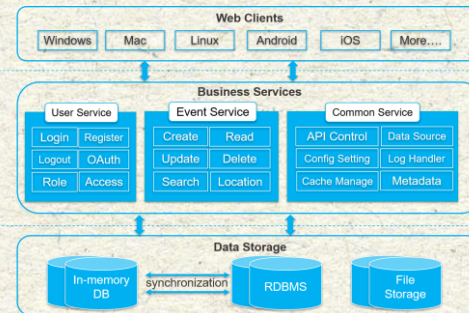 Web Clients
Windows Mac Linux Android iOS More....
Business Services
User Service Event Service Common Service
Login Register Create Read API Control Data Source
Logout OAuth Update Delete Config Setting Log Handler
Role Access Search Location Cache Manage Metadata
Data Storage
In-memory DB synchronization RDBMS File Storage